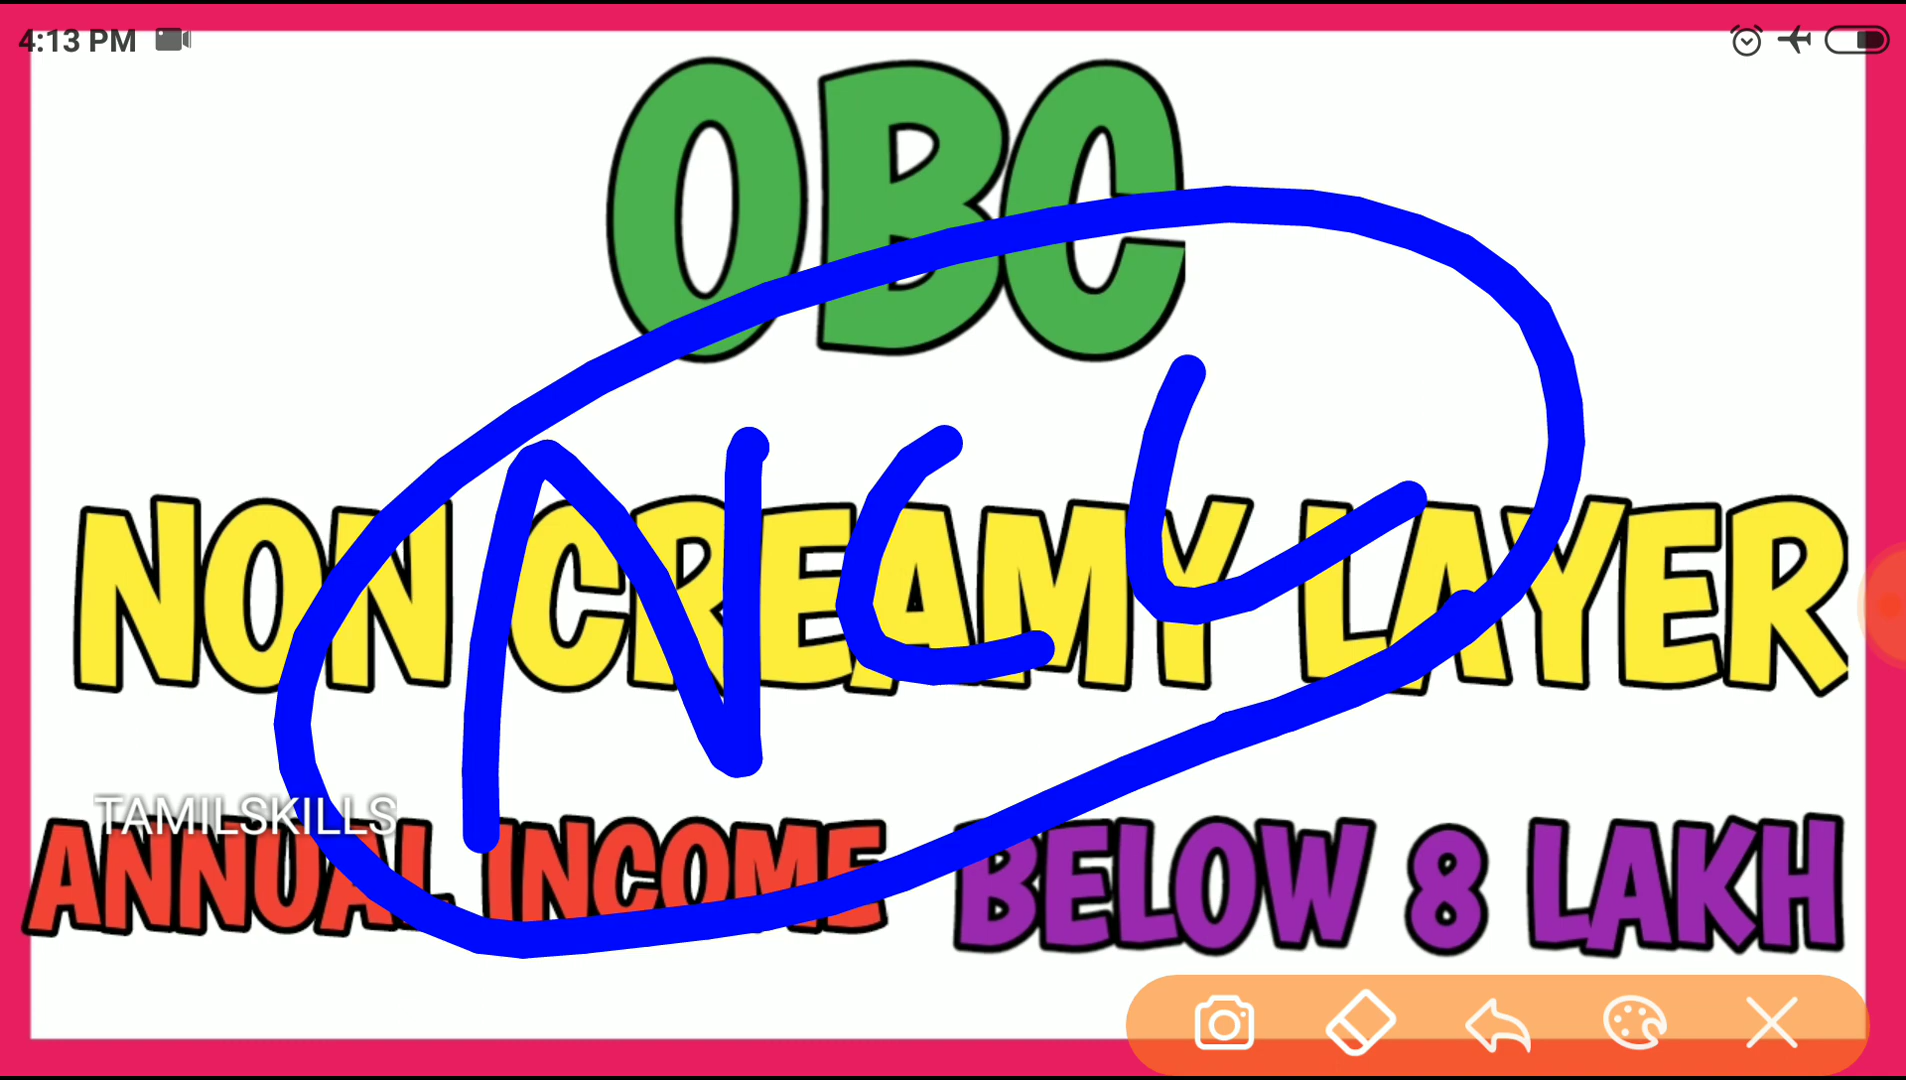 4:13 PM
OBC
NCL
NON CREAMY LAYER
TAMILSKILLS
ANNUAL INCOME BELOW 8 LAKH